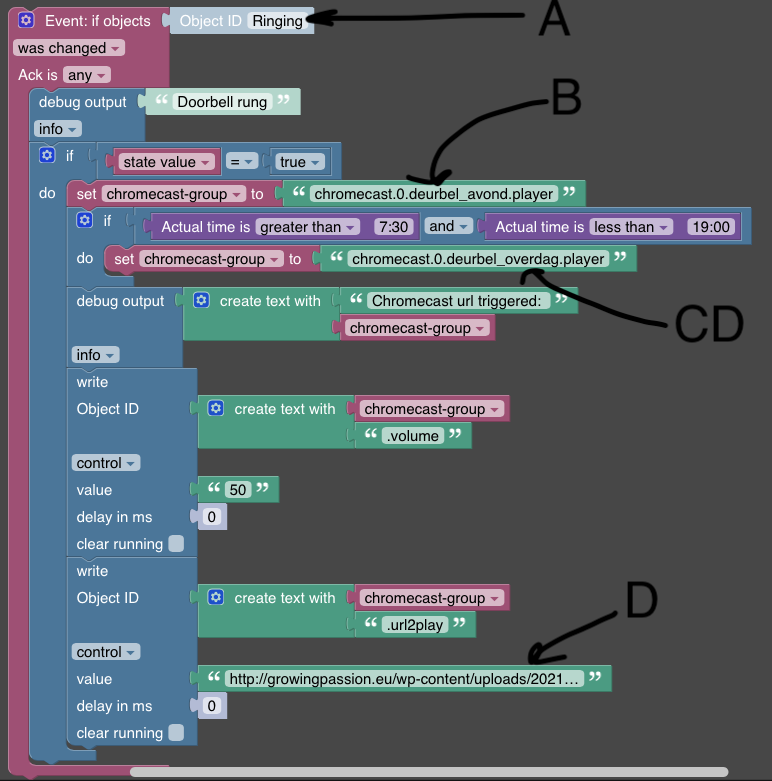 Event: if objects Object ID Ringing A
was changed
Ack is any
debug output “ Doorbell rung ”
B
info
if state value = true
do set chromecast-group to “ chromecast.0.deurbel_avond.player ”
if Actual time is greater than 7:30 and Actual time is less than 19:00
do set chromecast-group to “ chromecast.0.deurbel_overdag.player ”
debug output create text with “ Chromecast url triggered: ”
CD
chromecast-group
info
write
Object ID create text with chromecast-group
“ .volume ”
control
value “ 50 ”
delay in ms 0
clear running
write
Object ID create text with chromecast-group
D
“ .url2play ”
control
value “ http://growingpassion.eu/wp-content/uploads/2021... ”
delay in ms 0
clear running